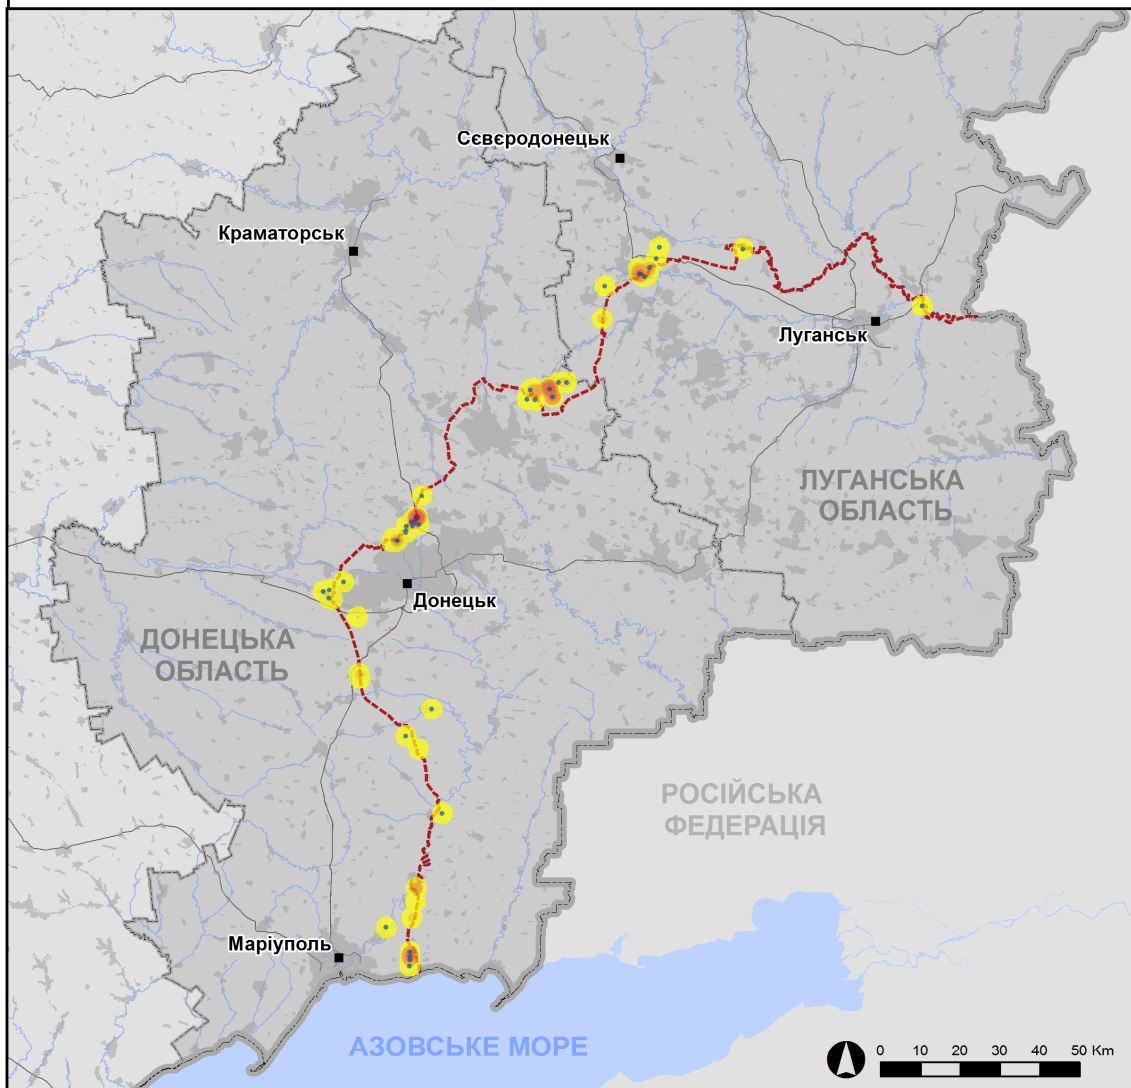 Сєвєродонецьк
Краматорськ
Луганськ
ЛУГАНСЬКА
ОБЛАСТЬ
Донецьк
ДОНЕЦЬКА
ОБЛАСТЬ
РОСІЙСЬКА
ФЕДЕРАЦІЯ
Маріуполь
АЗОВСЬКЕ МОРЕ
0 10 20 30 40 50 Km